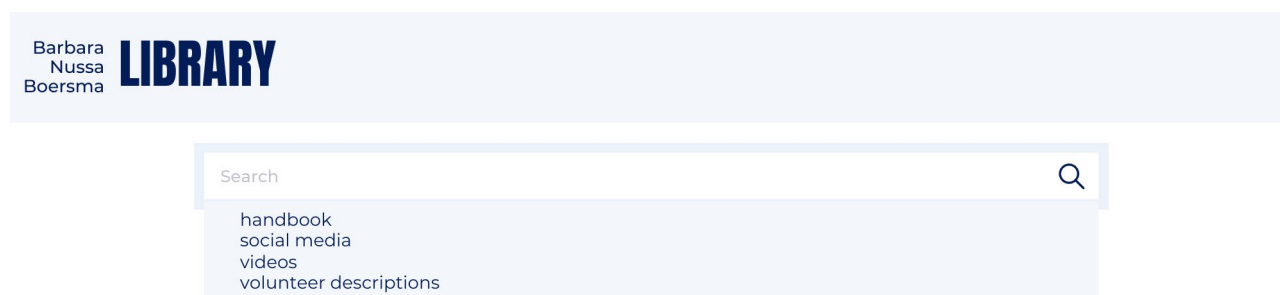 Barbara
Nussa
Boersma
LIBRARY
Search
handbook
social media
videos
volunteer descriptions